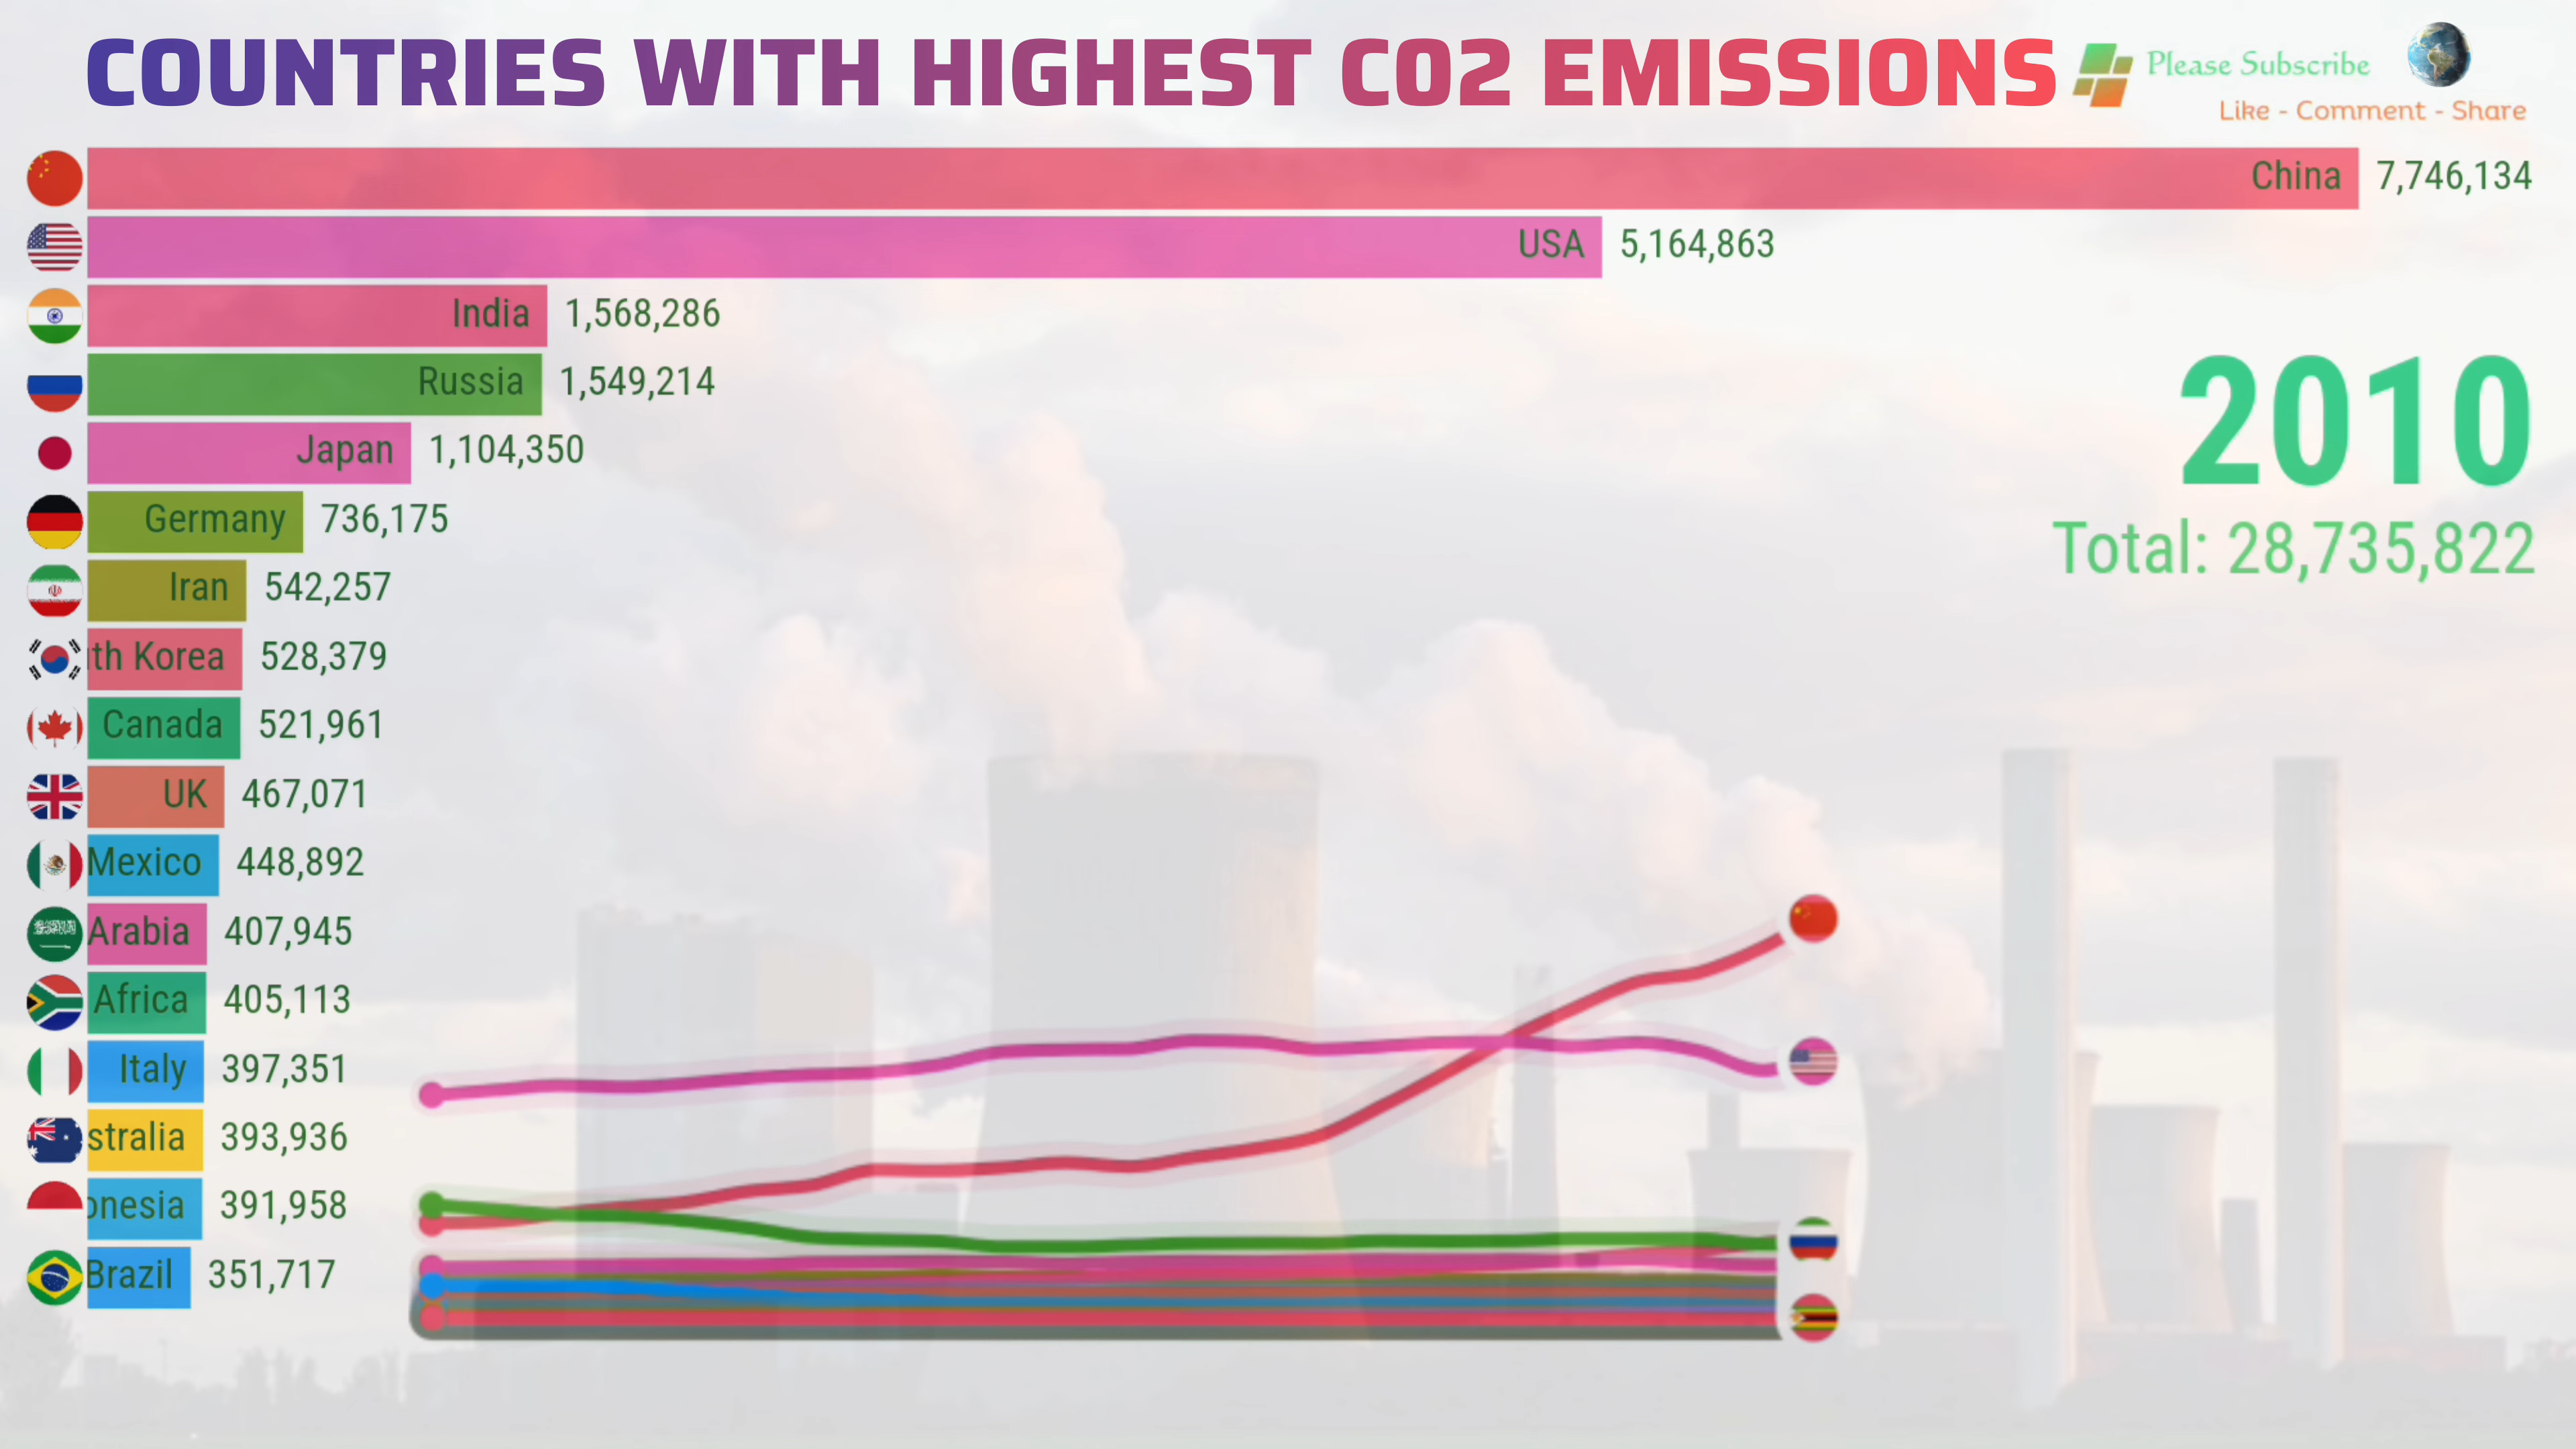 COUNTRIES WITH HIGHEST C02 EMISSIONS
Please Subscribe
Like - Comment - Share
China 7,746,134
USA 5,164,863
India 1,568,286
Russia 1,549,214
Japan 1,104,350
Germany 736,175
Iran 542,257
th Korea 528,379
Canada 521,961
UK 467,071
Mexico 448,892
Arabia 407,945
Africa 405,113
Italy 397,351
stralia 393,936
onesia 391,958
Brazil 351,717
2010
Total: 28,735,822